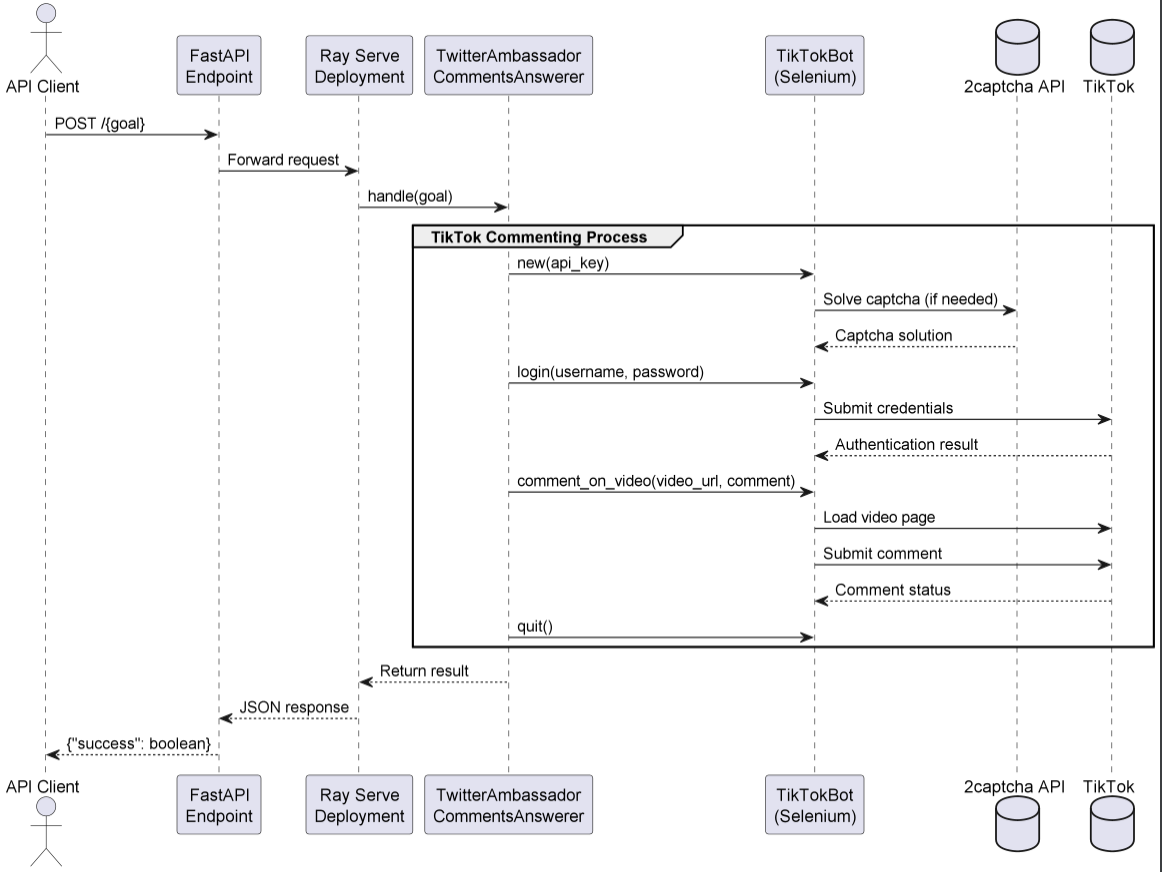 API Client
FastAPI
Endpoint
Ray Serve
Deployment
TwitterAmbassador
CommentsAnswerer
TikTokBot
(Selenium)
2captcha API
TikTok
POST /{goal}
Forward request
handle(goal)
TikTok Commenting Process
new(api_key)
Solve captcha (if needed)
Captcha solution
login(username, password)
Submit credentials
Authentication result
comment_on_video(video_url, comment)
Load video page
Submit comment
Comment status
quit()
Return result
JSON response
{"success": boolean}
API Client
FastAPI
Endpoint
Ray Serve
Deployment
TwitterAmbassador
CommentsAnswerer
TikTokBot
(Selenium)
2captcha API
TikTok